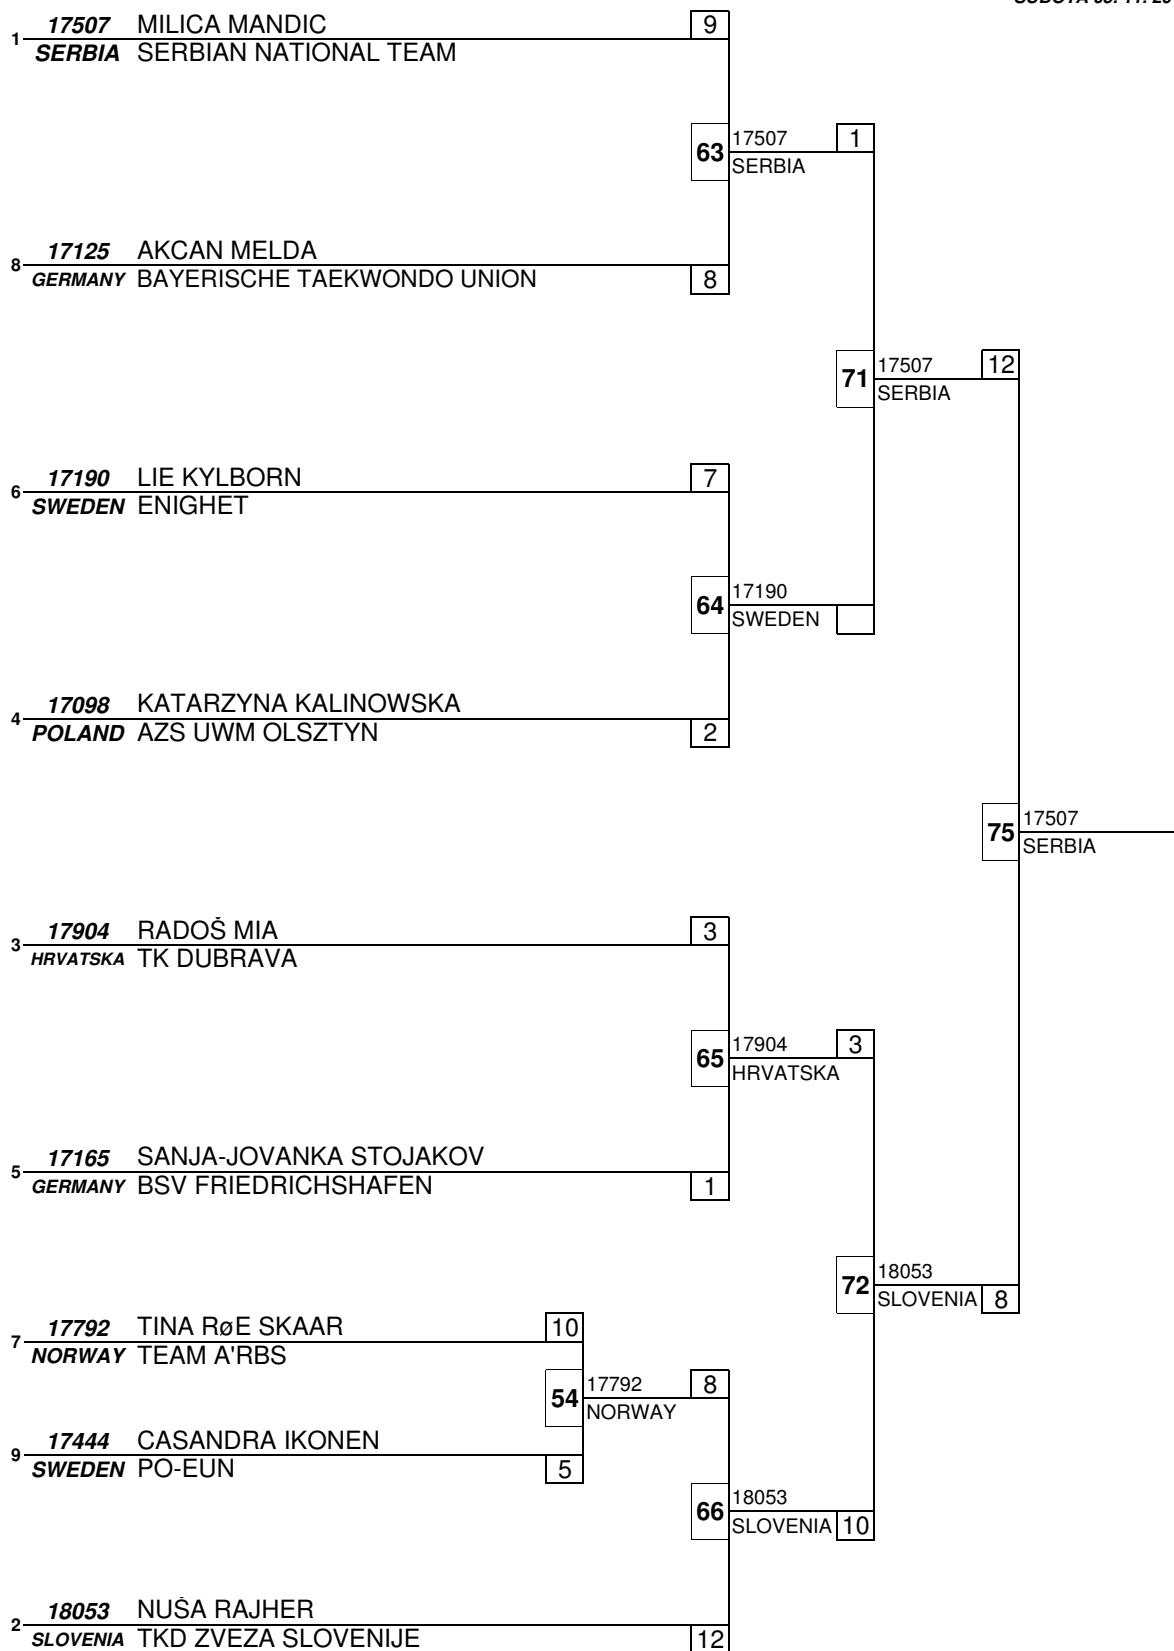 17507 MILICA MANDIC 9
1
SERBIA SERBIAN NATIONAL TEAM
63 17507 1
SERBIA
17125 AKCAN MELDA
8
GERMANY BAYERISCHE TAEKWONDO UNION 8
71 17507 12
SERBIA
17190 LIE KYLBORN 7
6
SWEDEN ENIGHET
64 17190
SWEDEN
17098 KATARZYNA KALINOWSKA
4
POLAND AZS UWM OLSZTYN 2
75 17507
SERBIA
17904 RADOŠ MIA 3
3
HRVATSKA TK DUBRAVA
65 17904 3
HRVATSKA
17165 SANJA-JOVANKA STOJAKOV
5
GERMANY BSV FRIEDRICHSHAFEN 1
72 18053
SLOVENIA 8
17792 TINA RøE SKAAR 10
7
NORWAY TEAM A'RBS
54 17792 8
NORWAY
17444 CASANDRA IKONEN
9
SWEDEN PO-EUN 5
66 18053
SLOVENIA 10
18053 NUŠA RAJHER
2
SLOVENIA TKD ZVEZA SLOVENIJE 12